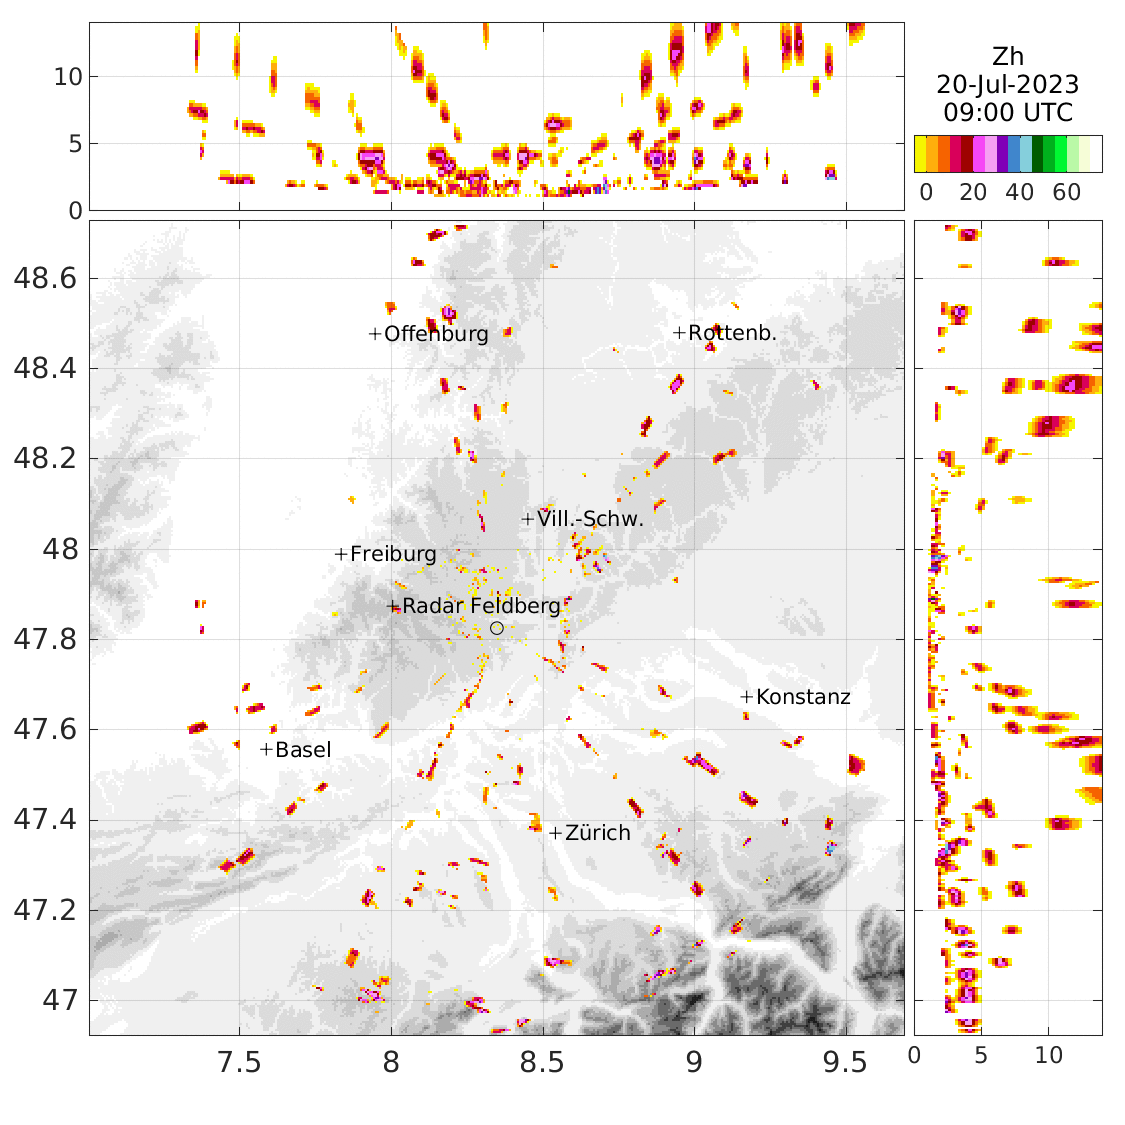 10
5
0
Zh
20-Jul-2023
09:00 UTC
0 20 40 60
48.6
48.4
48.2
48
47.8
47.6
47.4
47.2
47
+Offenburg
+Rottenb.
+Vill.-Schw.
+Freiburg
+Radar Feldberg
+Konstanz
+Basel
+Zürich
7.5 8 8.5 9 9.5
0 5 10